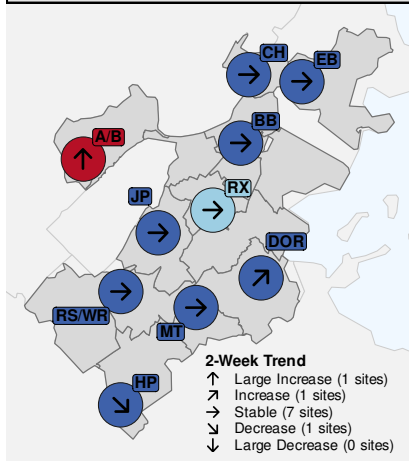 CH
EB
BB
A/B
RX
JP
DOR
RS/WR
MT
HP
2-Week Trend
↑ Large Increase (1 sites)
↗ Increase (1 sites)
→ Stable (7 sites)
↘ Decrease (1 sites)
↓ Large Decrease (0 sites)